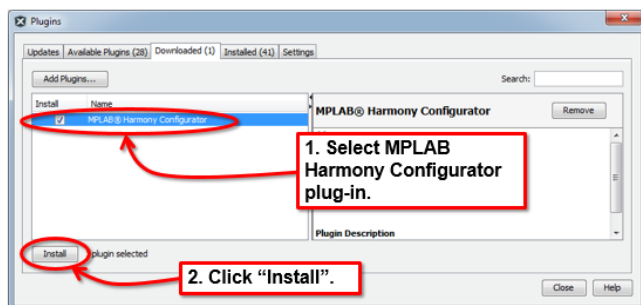 Plugins
Updates Available Plugins (28) Downloaded (1) Installed (41) Settings
Add Plugins... Search:
Install Name
MPLAB® Harmony Configurator
MPLAB® Harmony Configurator Remove
1. Select MPLAB
Harmony Configurator
plug-in.
Plugin Description
Install plugin selected
2. Click “Install”.
Close Help